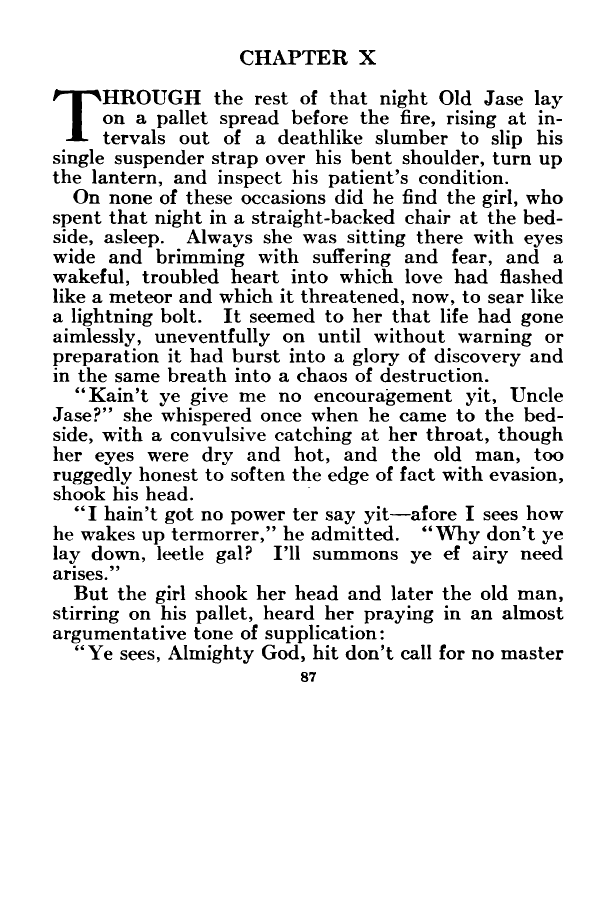 CHAPTER X
THROUGH the rest of that night Old Jase lay
on a pallet spread before the fire, rising at in-
tervals out of a deathlike slumber to slip his
single suspender strap over his bent shoulder, turn up
the lantern, and inspect his patient's condition.
On none of these occasions did he find the girl, who
spent that night in a straight-backed chair at the bed-
side, asleep. Always she was sitting there with eyes
wide and brimming with suffering and fear, and a
wakeful, troubled heart into which love had flashed
like a meteor and which it threatened, now, to sear like
a lightning bolt. It seemed to her that life had gone
aimlessly, uneventfully on until without warning or
preparation it had burst into a glory of discovery and
in the same breath into a chaos of destruction.
"Kain't ye give me no encouragement yit, Uncle
Jase?" she whispered once when he came to the bed-
side, with a convulsive catching at her throat, though
her eyes were dry and hot, and the old man, too
ruggedly honest to soften the edge of fact with evasion,
shook his head.
"I hain't got no power ter say yit—afore I sees how
he wakes up termorrer," he admitted. "Why don't ye
lay down, leetle gal? I'll summons ye ef airy need
arises."
But the girl shook her head and later the old man,
stirring on his pallet, heard her praying in an almost
argumentative tone of supplication:
"Ye sees, Almighty God, hit don't call for no master
87